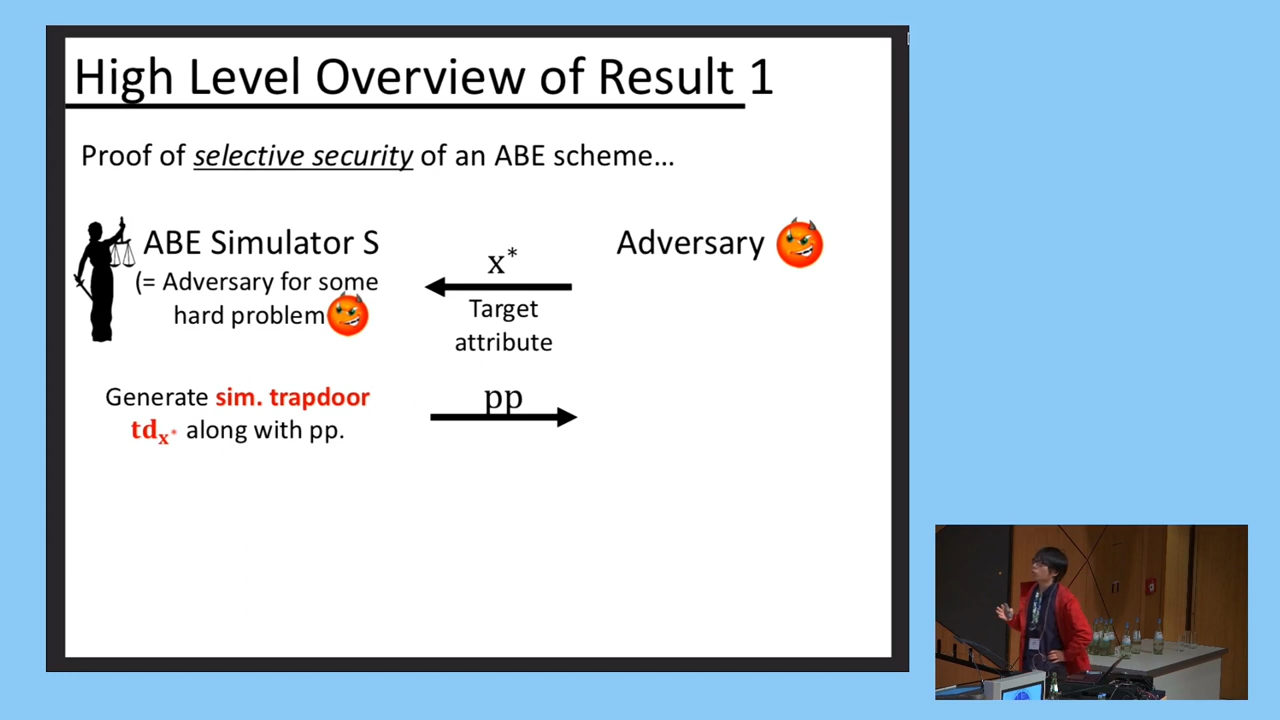 High Level Overview of Result 1
Proof of selective security of an ABE scheme…
ABE Simulator S
(= Adversary for some
hard problem
x*
Target
attribute
Adversary
Generate sim. trapdoor
td_x* along with pp.
pp